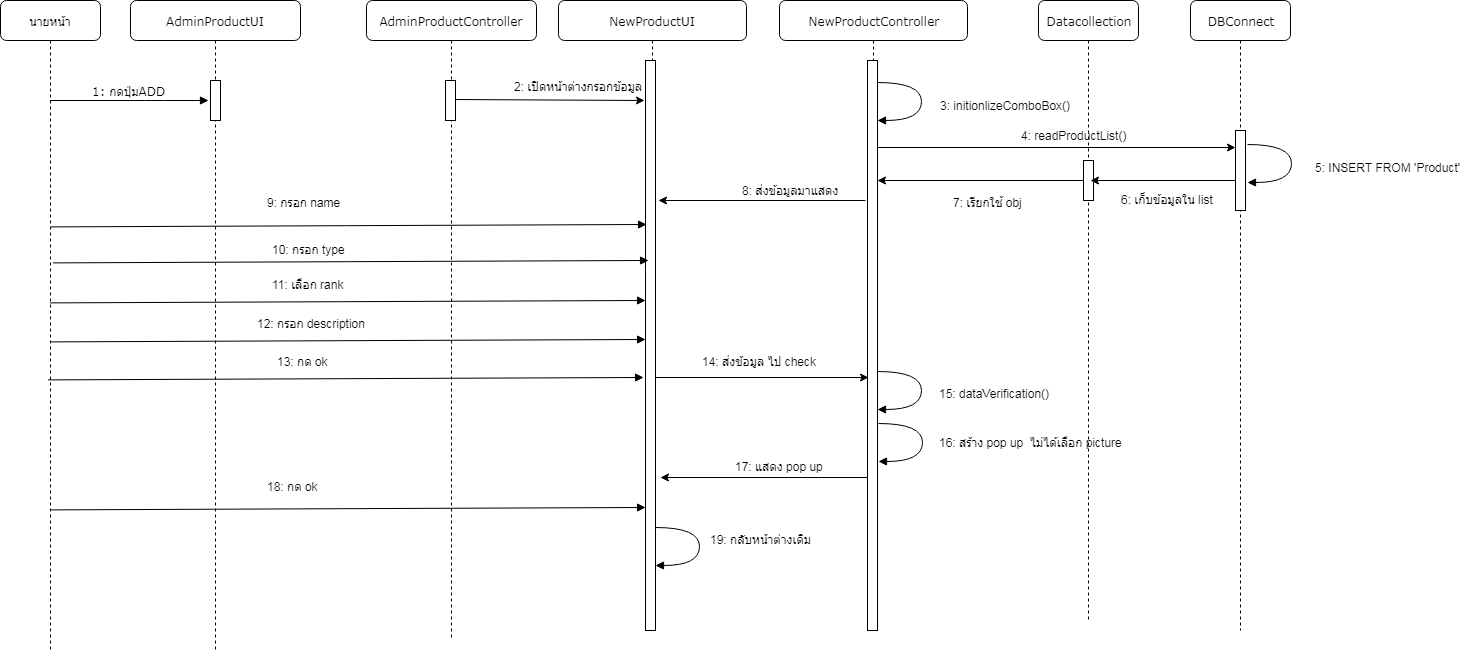 นายหน้า
AdminProductUI
AdminProductController
NewProductUI
NewProductController
Datacollection
DBConnect
1: กดปุ่มADD
2: เปิดหน้าต่างกรอกข้อมูล
3: initionlizeComboBox()
4: readProductList()
5: INSERT FROM 'Product'
6: เก็บข้อมูลใน list
7: เรียกใช้ obj
8: ส่งข้อมูลมาแสดง
9: กรอก name
10: กรอก type
11: เลือก rank
12: กรอก description
13: กด ok
14: ส่งข้อมูล ไป check
15: dataVerification()
16: สร้าง pop up ไม่ได้เลือก picture
17: แสดง pop up
18: กด ok
19: กลับหน้าต่างเดิม